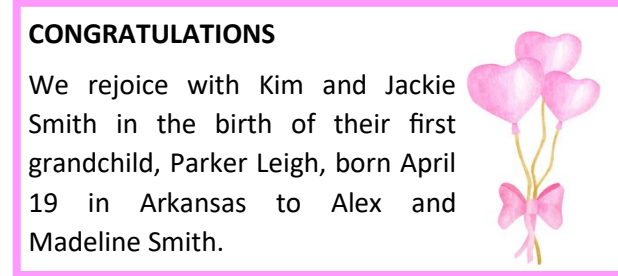 CONGRATULATIONS
We rejoice with Kim and Jackie
Smith in the birth of their first
grandchild, Parker Leigh, born April
19 in Arkansas to Alex and
Madeline Smith.